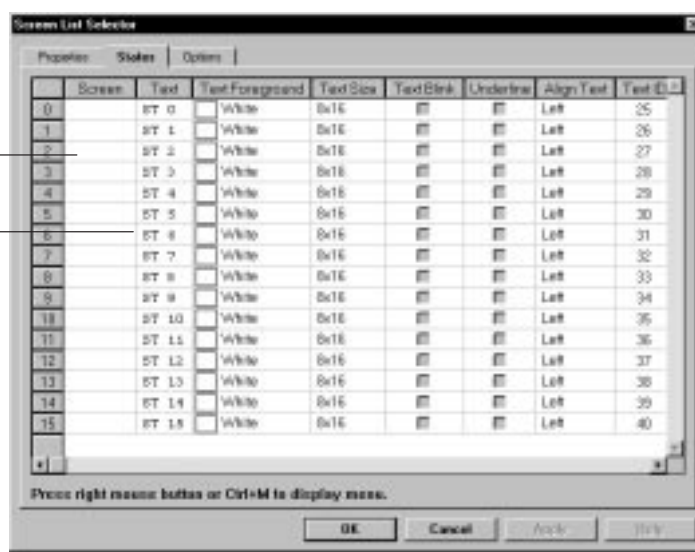 Screen List Selector
Properties States Options
Screen Text Text Foreground Text Size Text Blink Underline Align Text Text ID
0 ST 0 White 8x16 Left 25
1 ST 1 White 8x16 Left 26
2 ST 2 White 8x16 Left 27
3 ST 3 White 8x16 Left 28
4 ST 4 White 8x16 Left 29
5 ST 5 White 8x16 Left 30
6 ST 6 White 8x16 Left 31
7 ST 7 White 8x16 Left 32
8 ST 8 White 8x16 Left 33
9 ST 9 White 8x16 Left 34
10 ST 10 White 8x16 Left 35
11 ST 11 White 8x16 Left 36
12 ST 12 White 8x16 Left 37
13 ST 13 White 8x16 Left 38
14 ST 14 White 8x16 Left 39
15 ST 15 White 8x16 Left 40
Press right mouse button or Ctrl+M to display menu.
OK Cancel Apply Help